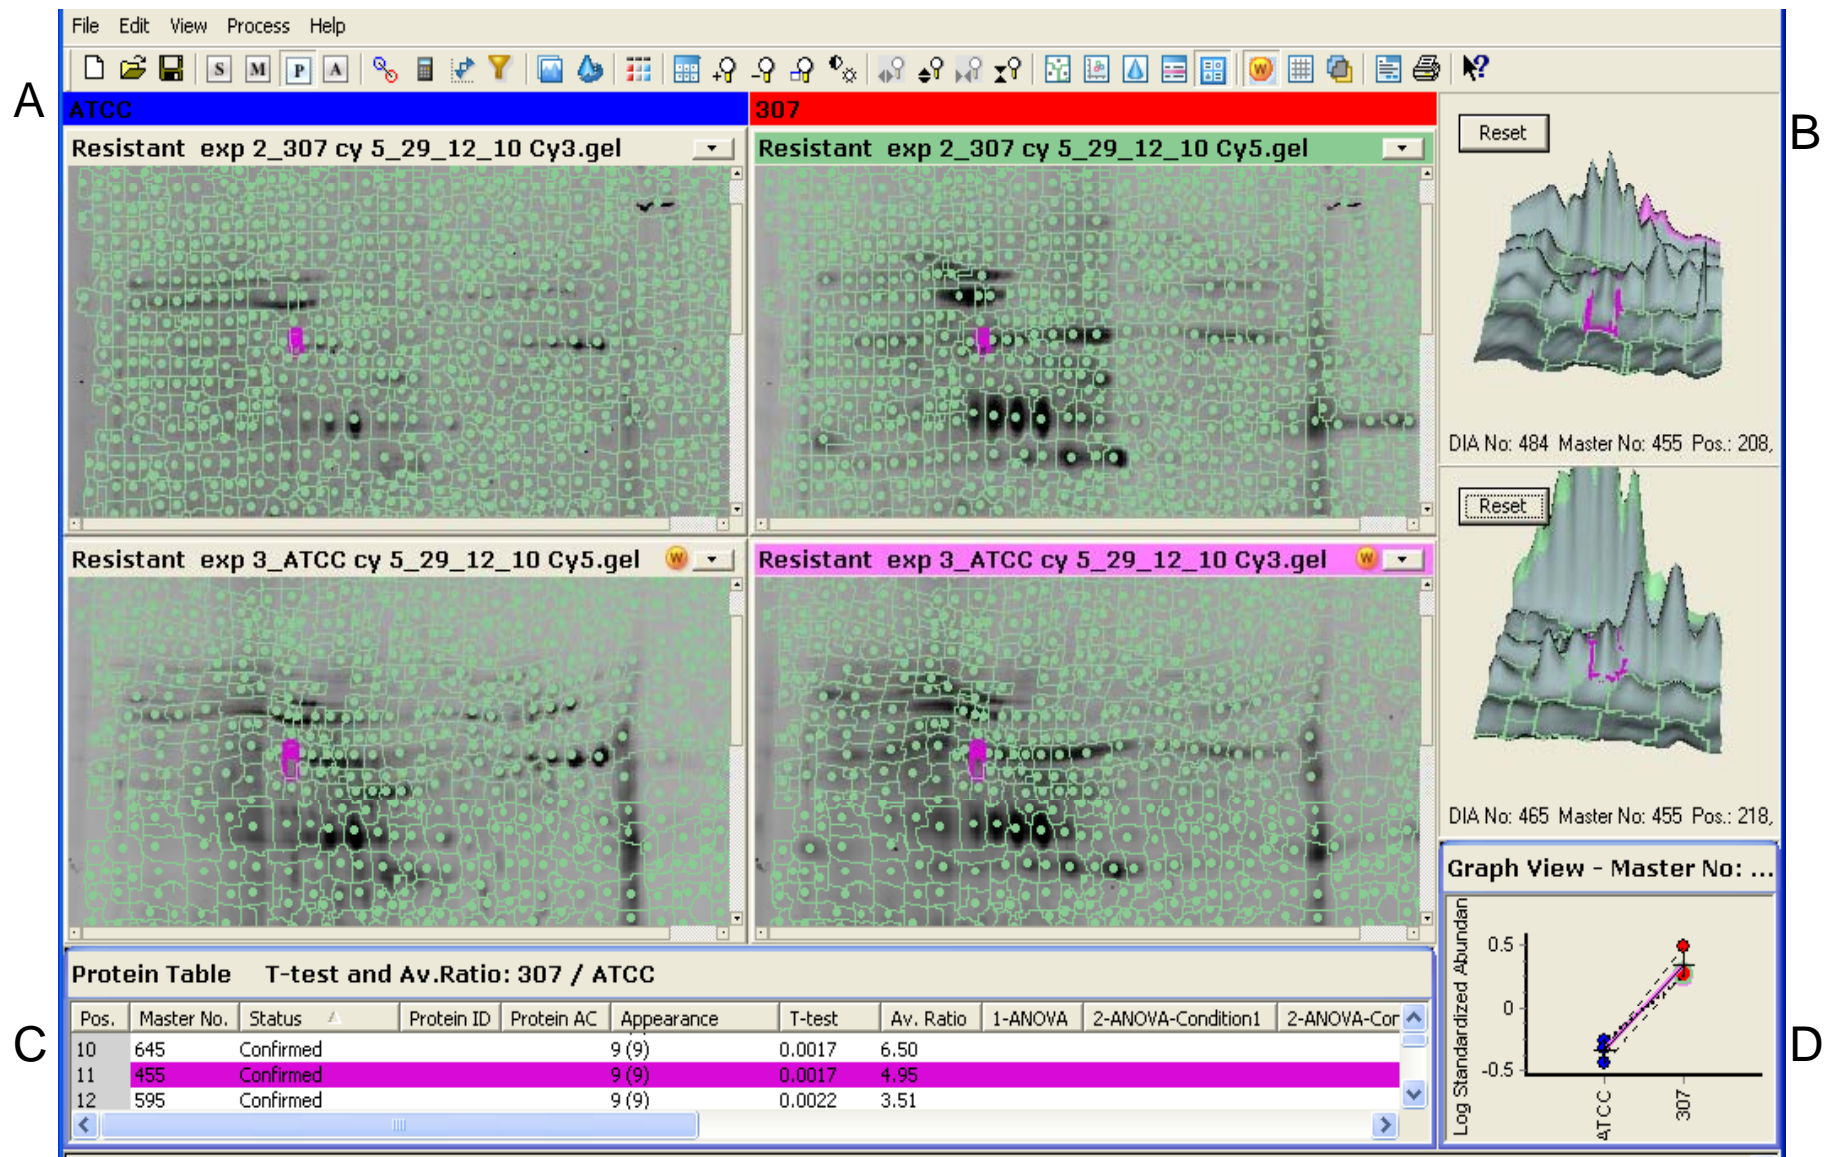 File Edit View Process Help
S M P A W
A
B
ATCC 307
Reset
Resistant exp 2_307 cy 5_29_12_10 Cy3.gel
Resistant exp 2_307 cy 5_29_12_10 Cy5.gel
DIA No: 484 Master No: 455 Pos.: 208,
Reset
Resistant exp 3_ATCC cy 5_29_12_10 Cy5.gel W
Resistant exp 3_ATCC cy 5_29_12_10 Cy3.gel W
DIA No: 465 Master No: 455 Pos.: 218,
Graph View - Master No: ...
Log Standardized Abundan
0.5
0
-0.5
ATCC
307
Protein Table T-test and Av.Ratio: 307 / ATCC
Pos. Master No. Status Protein ID Protein AC Appearance T-test Av. Ratio 1-ANOVA 2-ANOVA-Condition1 2-ANOVA-Cor
10 645 Confirmed 9 (9) 0.0017 6.50
11 455 Confirmed 9 (9) 0.0017 4.95
12 595 Confirmed 9 (9) 0.0022 3.51
C
D